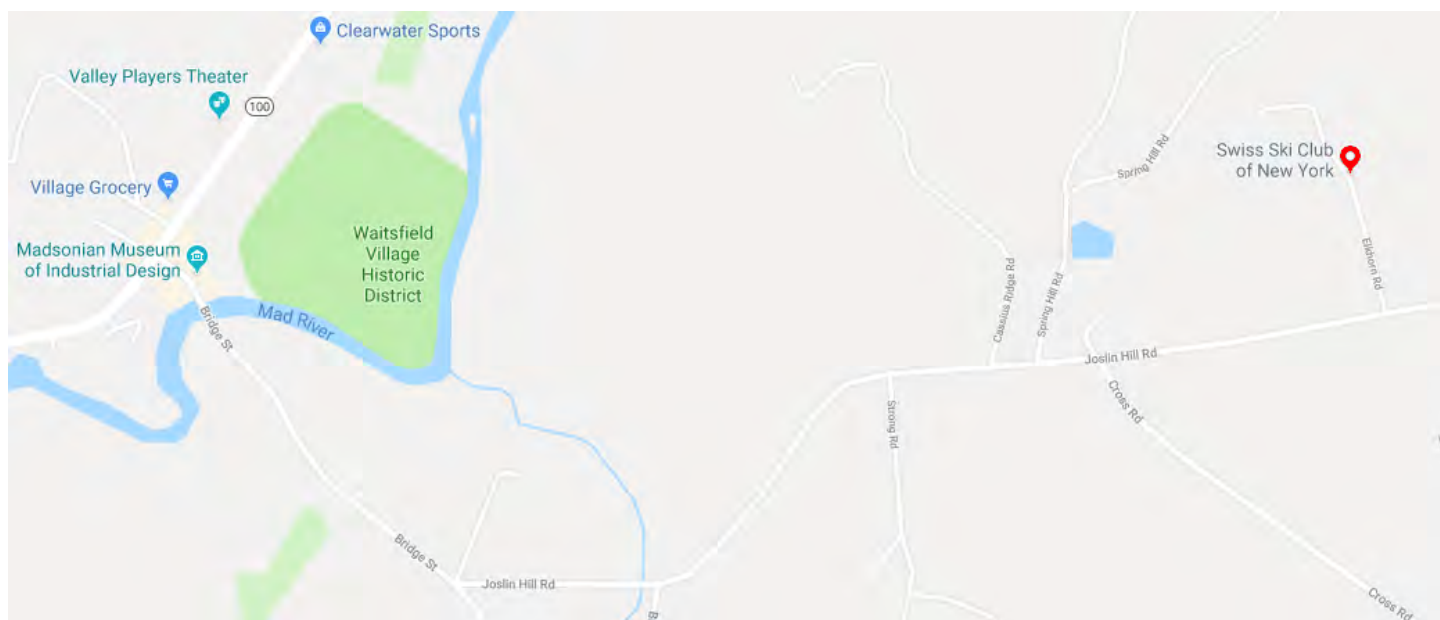 Clearwater Sports
Valley Players Theater
100
Village Grocery
Madsonian Museum
of Industrial Design
Waitsfield
Village
Historic
District
Mad River
Bridge St
Bridge St
Joslin Hill Rd
Strong Rd
Cassius Ridge Rd
Spring Hill Rd
Spring Hill Rd
Joslin Hill Rd
Cross Rd
Cross Rd
Swiss Ski Club
of New York
Elkhorn Rd